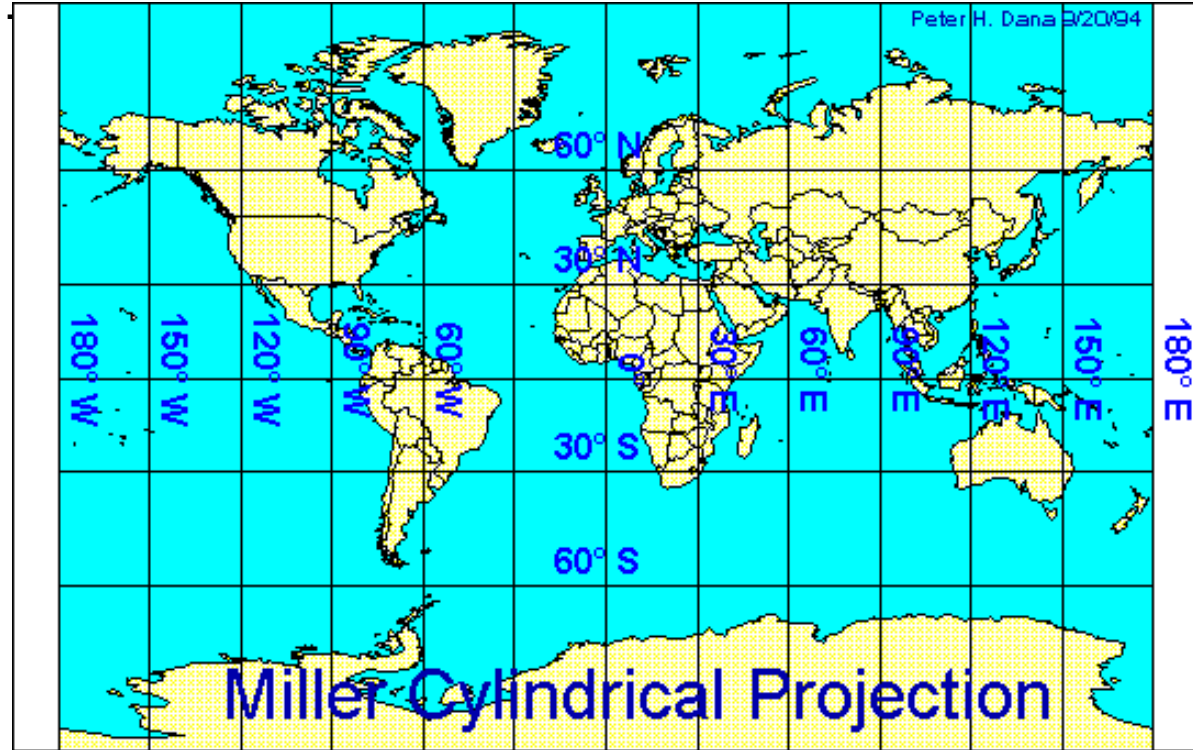 Peter H. Dana 9/20/94
60° N
30° N
180° W
150° W
120° W
90° W
60° W
0°
30° E
60° E
90° E
120° E
150° E
180° E
30° S
60° S
Miller Cylindrical Projection